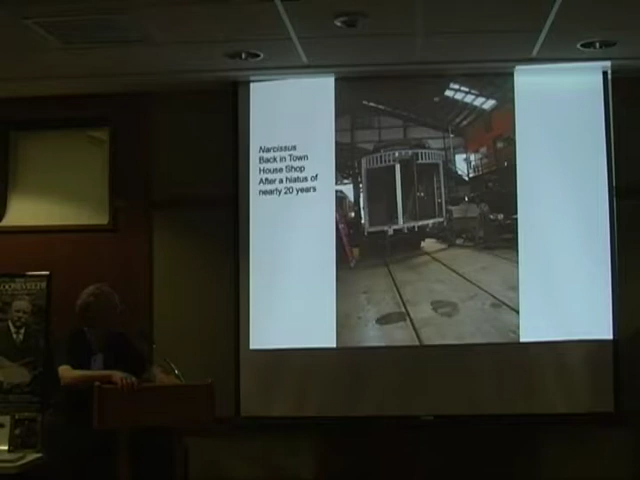 Narcissus
Back in Town
House Shop
After a hiatus of
nearly 20 years